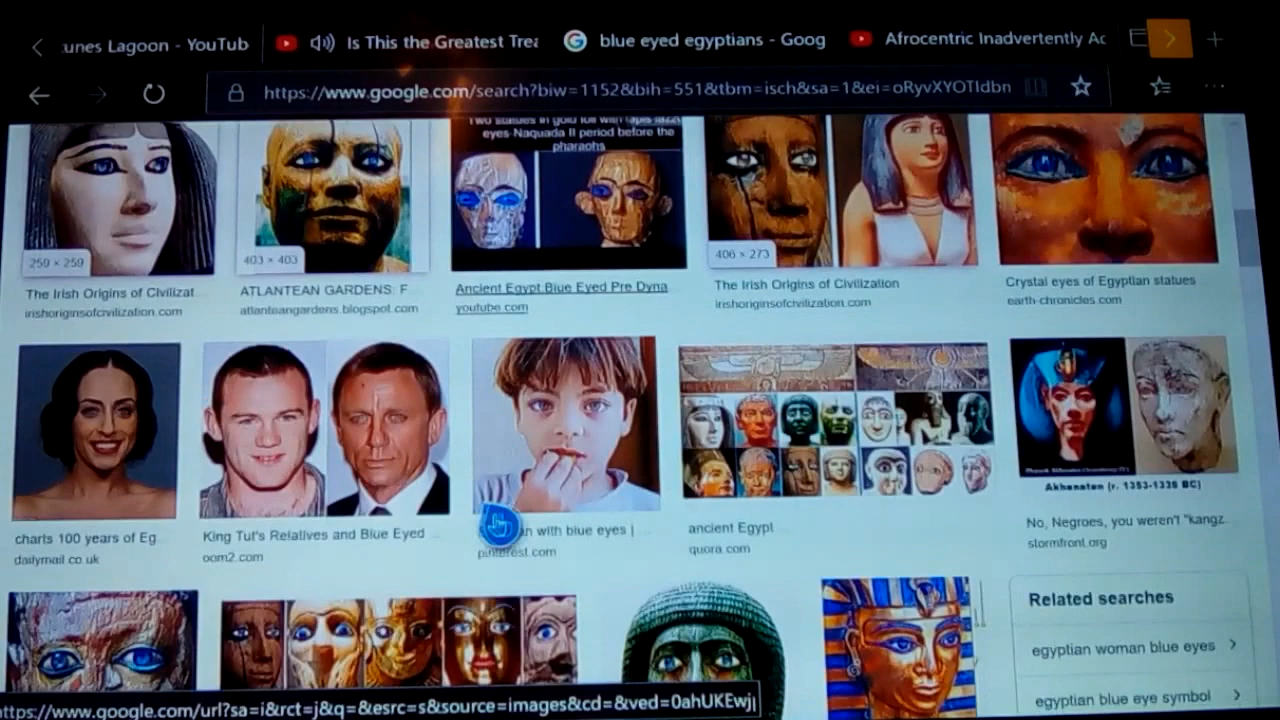 unes Lagoon - YouTub
Is This the Greatest Trea
blue eyed egyptians - Goog
Afrocentric Inadvertently Ac
https://www.google.com/search?biw=1152&bih=551&tbm=isch&sa=1&ei=oRyvXYOTIdbn
Two statues in gold foil with lapis lazzi
eyes-Naquada II period before the
pharaohs
259 × 259
403 × 403
406 × 273
The Irish Origins of Civilizat
irishoriginsofcivilization.com
ATLANTEAN GARDENS: F
atlanteangardens.blogspot.com
Ancient Egypt Blue Eyed Pre Dyna
youtube.com
The Irish Origins of Civilization
irishoriginsofcivilization.com
Crystal eyes of Egyptian statues
earth-chronicles.com
Akhenaten (r. 1353-1336 BC)
charts 100 years of Eg
dailymail.co.uk
King Tut's Relatives and Blue Eyed ...
oom2.com
n with blue eyes | ...
pinterest.com
ancient Egypt ...
quora.com
No, Negroes, you weren't "kangz
stormfront.org
Related searches
egyptian woman blue eyes
egyptian blue eye symbol
https://www.google.com/url?sa=i&rct=j&q=&esrc=s&source=images&cd=&ved=0ahUKEwj